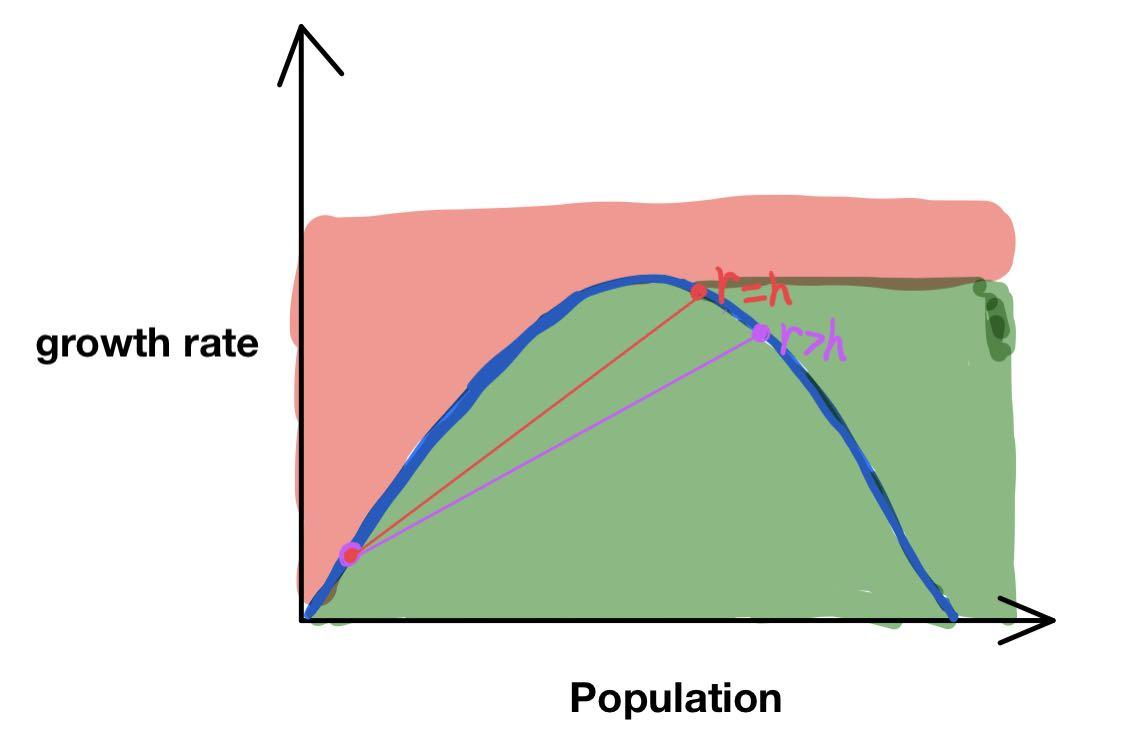 r=h
r>h
growth rate
Population